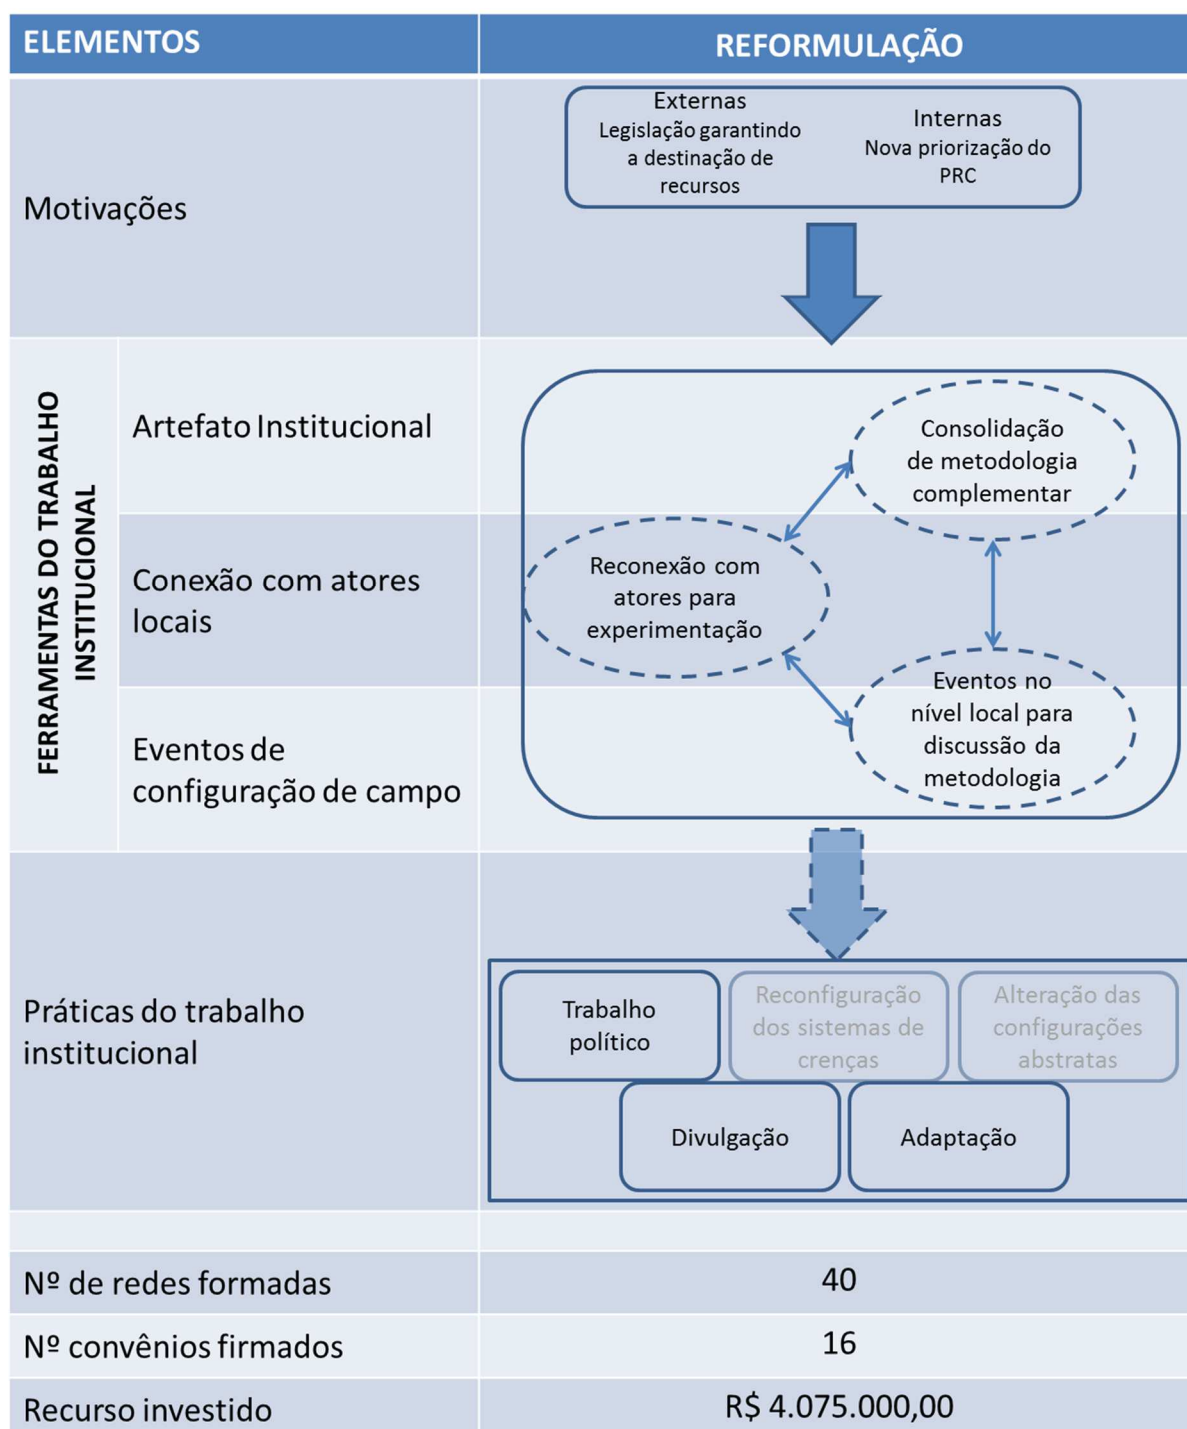 ELEMENTOS
REFORMULAÇÃO
Motivações
Externas
Legislação garantindo
a destinação de
recursos
Internas
Nova priorização do
PRC
FERRAMENTAS DO TRABALHO
INSTITUCIONAL
Artefato Institucional
Consolidação
de metodologia
complementar
Conexão com atores
locais
Reconexão com
atores para
experimentação
Eventos de
configuração de campo
Eventos no
nível local para
discussão da
metodologia
Práticas do trabalho
institucional
Trabalho
político
Reconfiguração
dos sistemas de
crenças
Alteração das
configurações
abstratas
Divulgação
Adaptação
Nº de redes formadas
40
Nº convênios firmados
16
Recurso investido
R$ 4.075.000,00